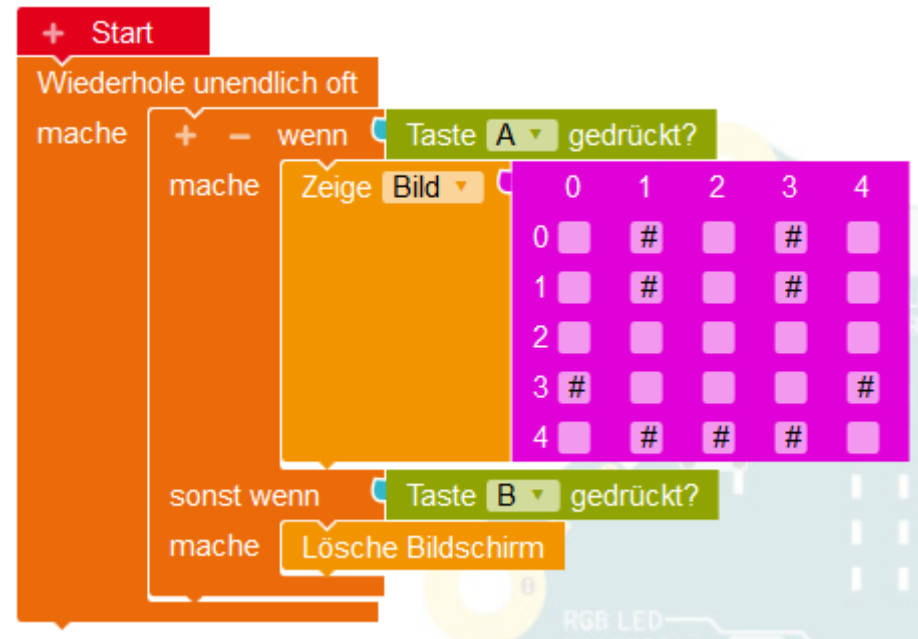 + Start
Wiederhole unendlich oft
mache + − wenn Taste A gedrückt?
mache Zeige Bild 0 1 2 3 4
0 # #
1 # #
2
3 # #
4 # # #
sonst wenn Taste B gedrückt?
mache Lösche Bildschirm
0
RGB LED